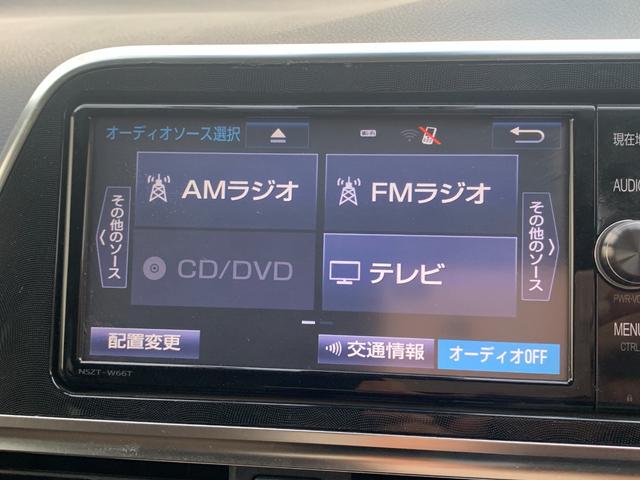 オーディオソース選択
AMラジオ
FMラジオ
その他のソース
その他のソース
CD/DVD
テレビ
配置変更
交通情報
オーディオOFF
NSZT-W66T
現在地
AUDIO
PWR·VO
MENU
CTRL